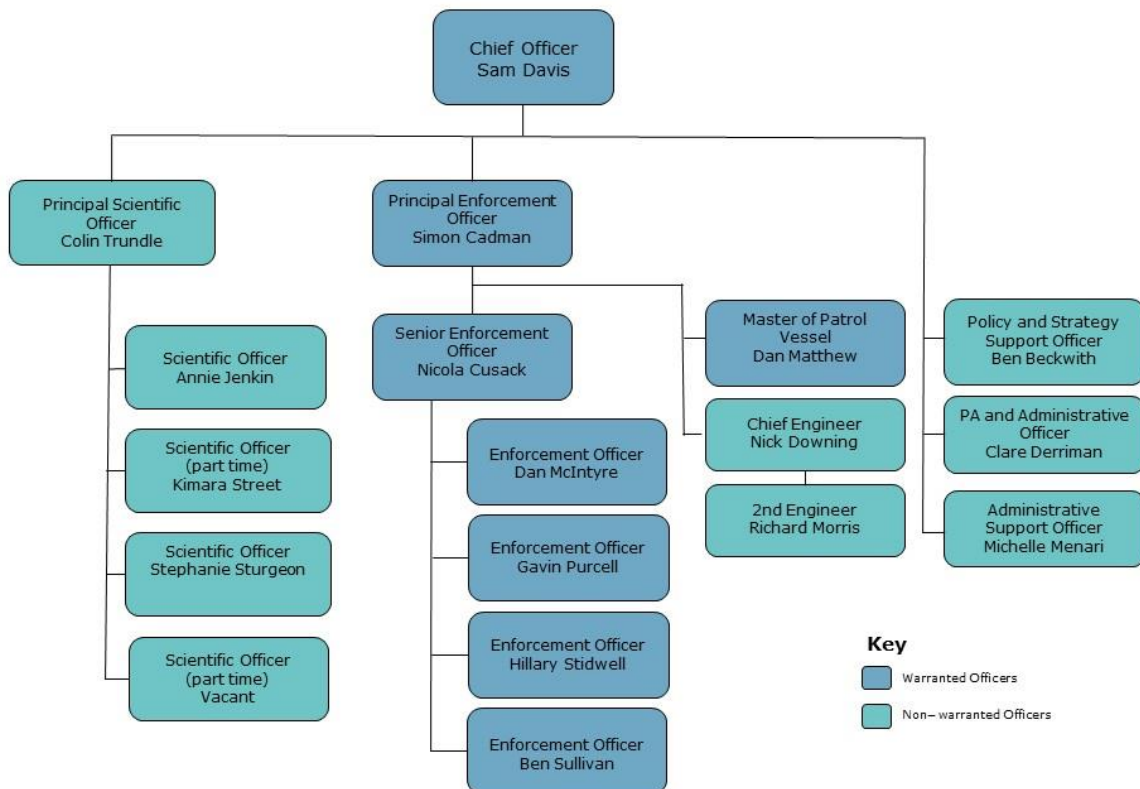 Chief Officer
Sam Davis
Principal Scientific
Officer
Colin Trundle
Principal Enforcement
Officer
Simon Cadman
Scientific Officer
Annie Jenkin
Scientific Officer
(part time)
Kimara Street
Scientific Officer
Stephanie Sturgeon
Scientific Officer
(part time)
Vacant
Senior Enforcement
Officer
Nicola Cusack
Enforcement Officer
Dan McIntyre
Enforcement Officer
Gavin Purcell
Enforcement Officer
Hillary Stidwell
Enforcement Officer
Ben Sullivan
Master of Patrol
Vessel
Dan Matthew
Chief Engineer
Nick Downing
2nd Engineer
Richard Morris
Policy and Strategy
Support Officer
Ben Beckwith
PA and Administrative
Officer
Clare Derriman
Administrative
Support Officer
Michelle Menari
Key
Warranted Officers
Non–warranted Officers